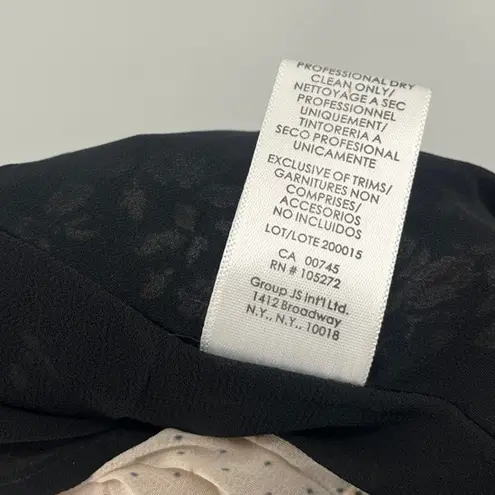 PROFESSIONAL DRY
CLEAN ONLY/
NETTOYAGE A SEC
PROFESSIONNEL
UNIQUEMENT/
TINTORERIA A
SECO PROFESIONAL
UNICAMENTE
EXCLUSIVE OF TRIMS/
GARNITURES NON
COMPRISES/
ACCESORIOS
NO INCLUIDOS
LOT/LOTE 200015
CA 00745
RN # 105272
Group JS int'l Ltd.
1412 Broadway
N.Y., N.Y., 10018